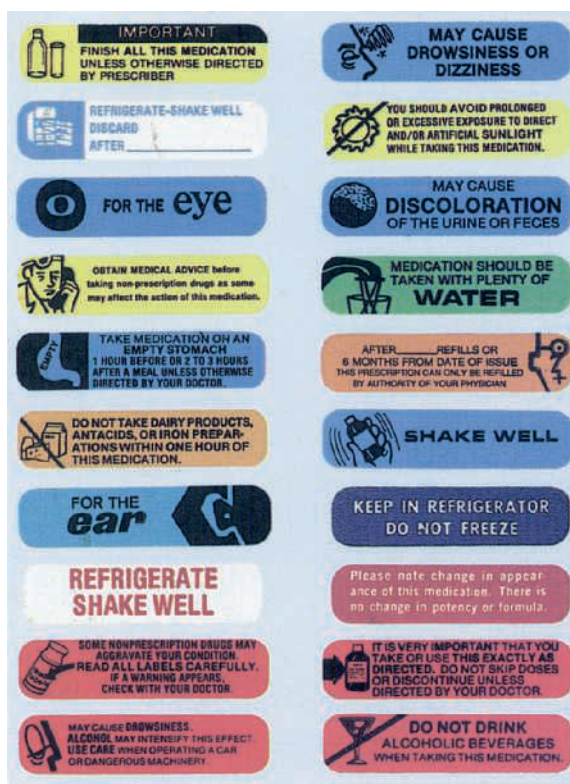 IMPORTANT
FINISH ALL THIS MEDICATION
UNLESS OTHERWISE DIRECTED
BY PRESCRIBER
REFRIGERATE-SHAKE WELL
DISCARD
AFTER
FOR THE eye
OBTAIN MEDICAL ADVICE before
taking non-prescription drugs as some
may affect the action of this medication.
EMPTY
TAKE MEDICATION ON AN
EMPTY STOMACH
1 HOUR BEFORE OR 2 TO 3 HOURS
AFTER A MEAL UNLESS OTHERWISE
DIRECTED BY YOUR DOCTOR.
DO NOT TAKE DAIRY PRODUCTS,
ANTACIDS, OR IRON PREPAR-
ATIONS WITHIN ONE HOUR OF
THIS MEDICATION.
FOR THE
ear
REFRIGERATE
SHAKE WELL
SOME NONPRESCRIPTION DRUGS MAY
AGGRAVATE YOUR CONDITION.
READ ALL LABELS CAREFULLY.
IF A WARNING APPEARS,
CHECK WITH YOUR DOCTOR.
MAY CAUSE DROWSINESS.
ALCOHOL MAY INTENSIFY THIS EFFECT.
USE CARE WHEN OPERATING A CAR
OR DANGEROUS MACHINERY.
MAY CAUSE
DROWSINESS OR
DIZZINESS
YOU SHOULD AVOID PROLONGED
OR EXCESSIVE EXPOSURE TO DIRECT
AND/OR ARTIFICIAL SUNLIGHT
WHILE TAKING THIS MEDICATION.
MAY CAUSE
DISCOLORATION
OF THE URINE OR FECES
MEDICATION SHOULD BE
TAKEN WITH PLENTY OF
WATER
AFTER______REFILLS OR
6 MONTHS FROM DATE OF ISSUE
THIS PRESCRIPTION CAN ONLY BE REFILLED
BY AUTHORITY OF YOUR PHYSICIAN
SHAKE WELL
KEEP IN REFRIGERATOR
DO NOT FREEZE
Please note change in appear-
ance of this medication. There is
no change in potency or formula.
IT IS VERY IMPORTANT THAT YOU
TAKE OR USE THIS EXACTLY AS
DIRECTED. DO NOT SKIP DOSES
OR DISCONTINUE UNLESS
DIRECTED BY YOUR DOCTOR.
DO NOT DRINK
ALCOHOLIC BEVERAGES
WHEN TAKING THIS MEDICATION.